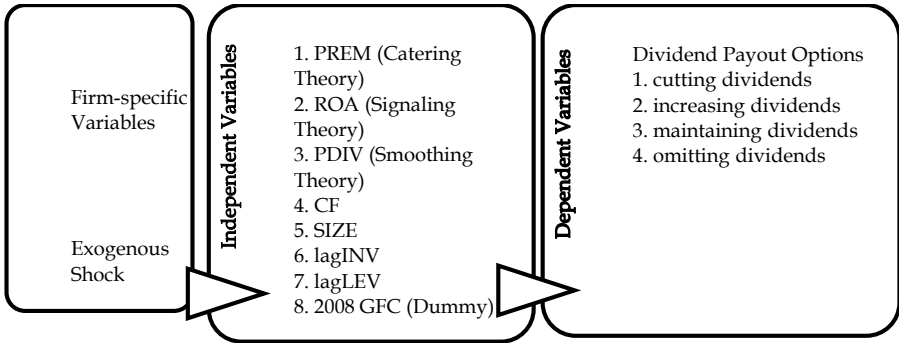 Firm-specific
Variables
Exogenous
Shock
Independent Variables
1. PREM (Catering
Theory)
2. ROA (Signaling
Theory)
3. PDIV (Smoothing
Theory)
4. CF
5. SIZE
6. lagINV
7. lagLEV
8. 2008 GFC (Dummy)
Dependent Variables
Dividend Payout Options
1. cutting dividends
2. increasing dividends
3. maintaining dividends
4. omitting dividends